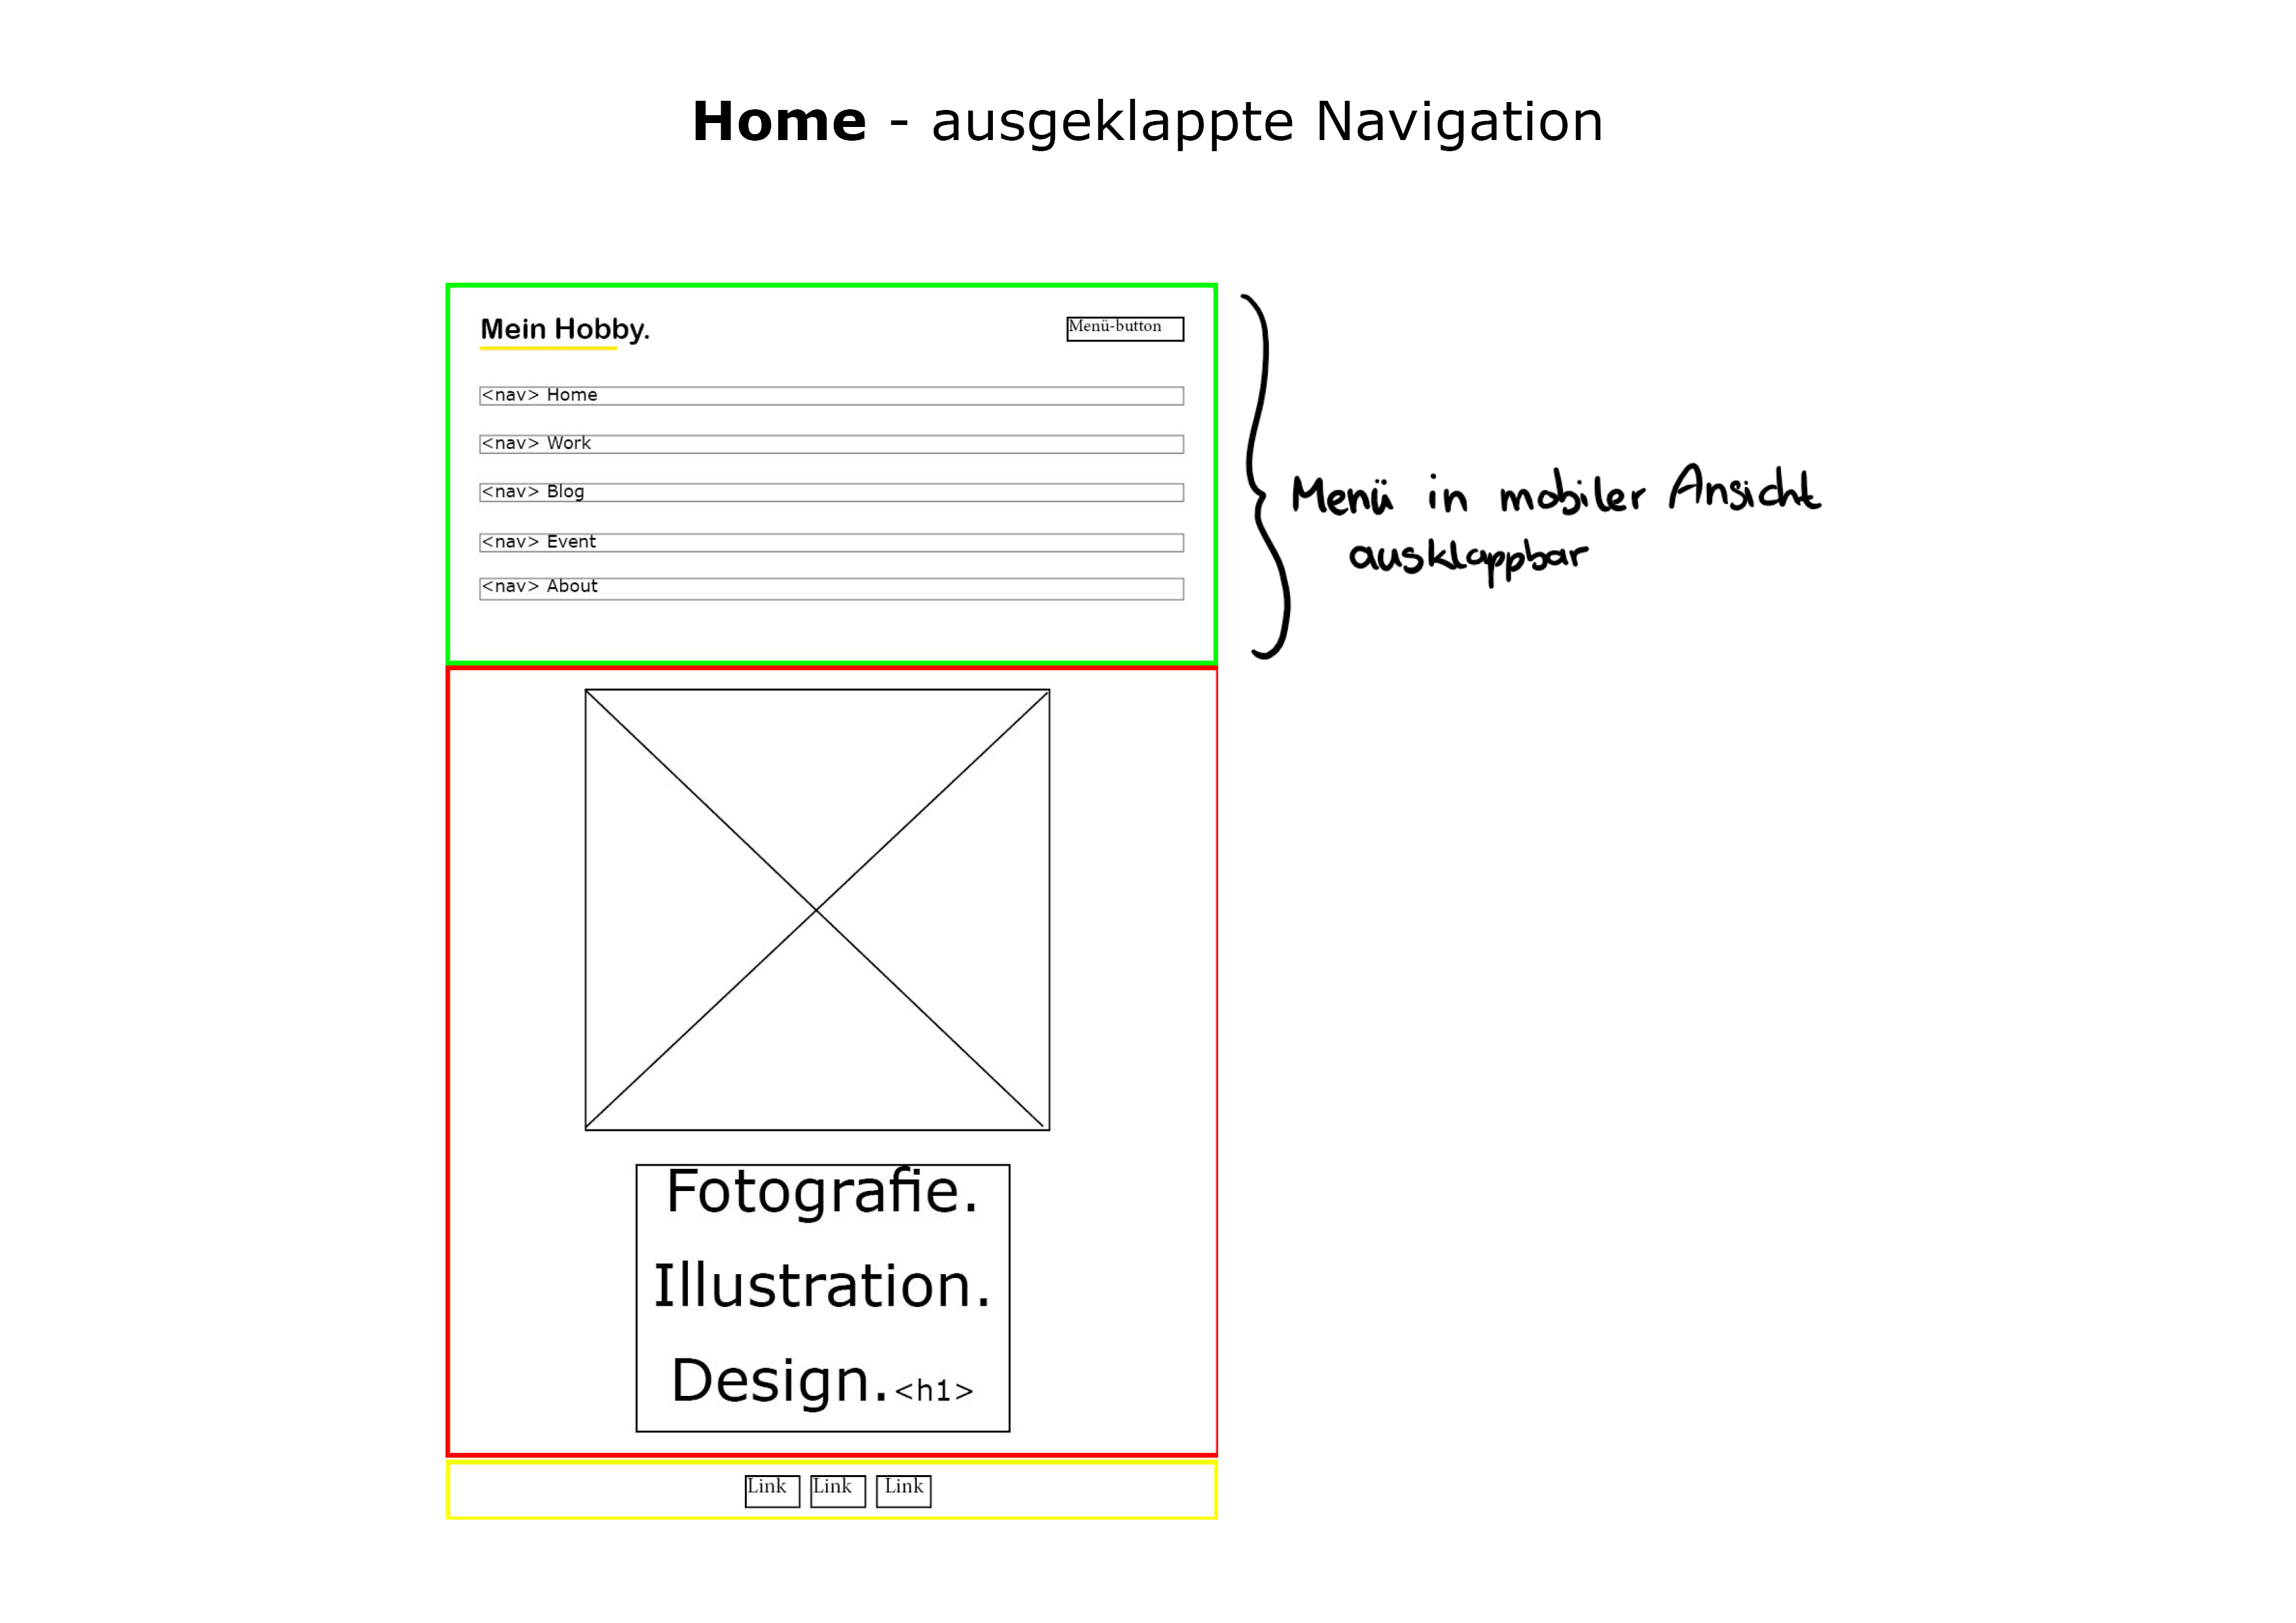 Home - ausgeklappte Navigation
Mein Hobby.
Menü-button
<nav> Home
<nav> Work
<nav> Blog
<nav> Event
<nav> About
Menü in mobiler Ansicht
ausklappbar
Fotografie.
Illustration.
Design.<h1>
Link Link Link